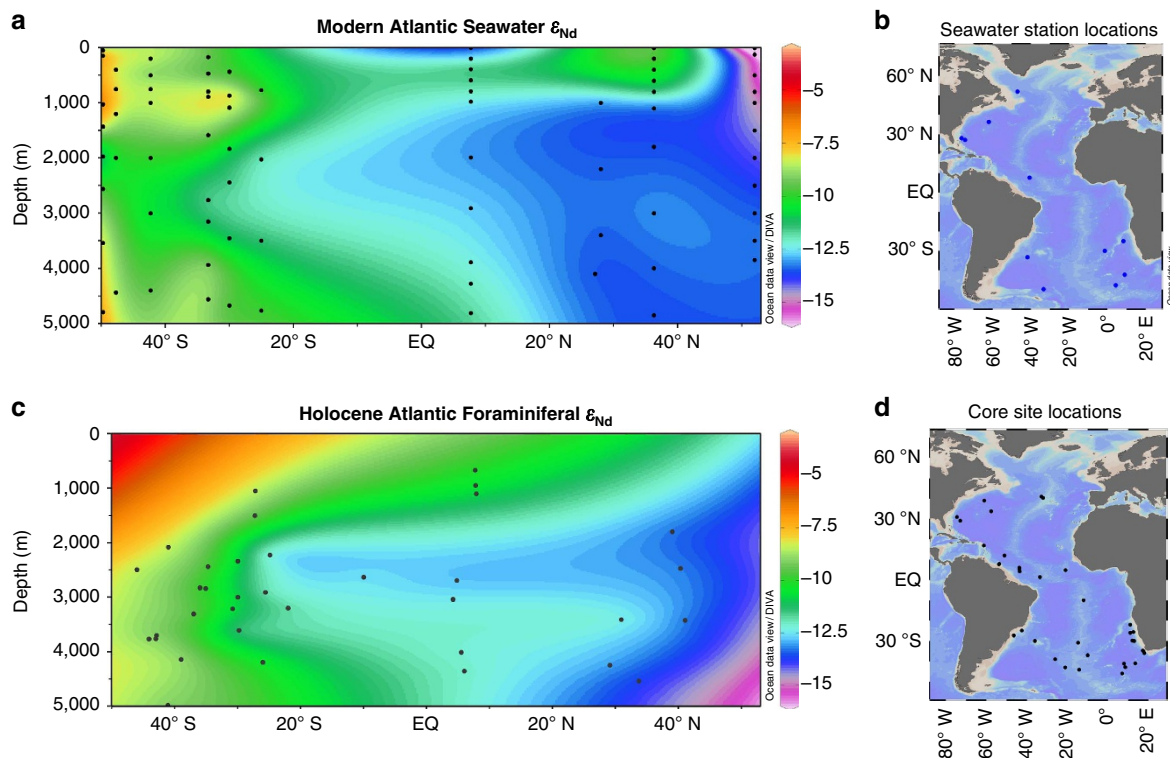 a
Modern Atlantic Seawater εNd
0
1,000
2,000
3,000
4,000
5,000
Depth (m)
40° S
20° S
EQ
20° N
40° N
Ocean data view / DIVA
–5
–7.5
–10
–12.5
–15
b
Seawater station locations
60° N
30° N
EQ
30° S
80° W
60° W
40° W
20° W
0°
20° E
c
Holocene Atlantic Foraminiferal εNd
0
1,000
2,000
3,000
4,000
5,000
Depth (m)
40° S
20° S
EQ
20° N
40° N
Ocean data view / DIVA
–5
–7.5
–10
–12.5
–15
d
Core site locations
60 °N
30 °N
EQ
30 °S
80° W
60° W
40° W
20° W
0°
20° E